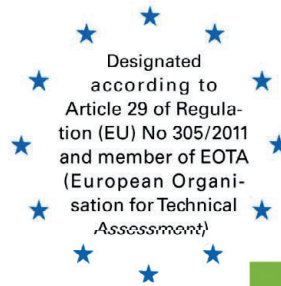 Designated
according to
Article 29 of Regula-
tion (EU) No 305/2011
and member of EOTA
(European Organi-
sation for Technical
Assessment)